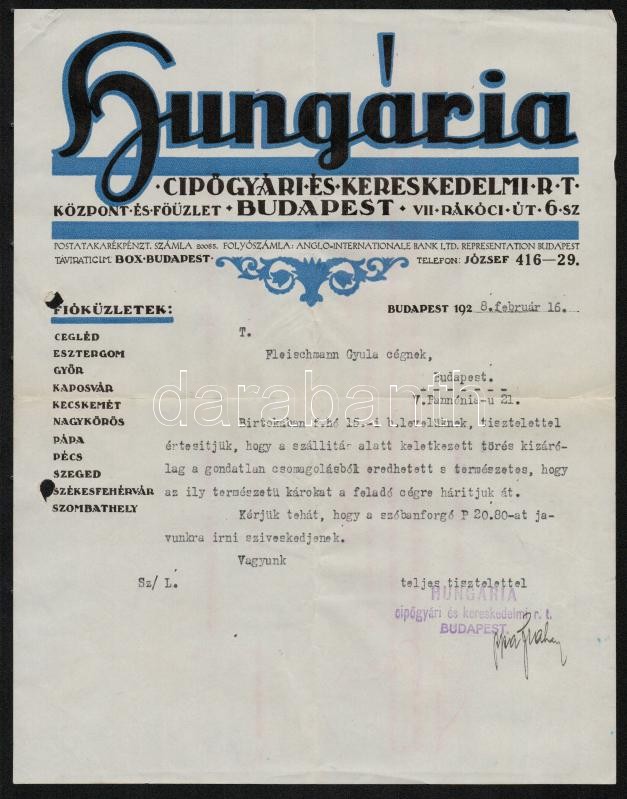 Hungária
·CIPŐGYÁRI·ÉS·KERESKEDELMI·R·T·
KÖZPONT·ÉS·FŐÜZLET • BUDAPEST • VII·RÁKÓCI·ÚT·6·SZ
POSTATAKARÉKPÉNZT. SZÁMLA 20085. FOLYÓSZÁMLA: ANGLO-INTERNATIONALE BANK LTD. REPRESENTATION BUDAPEST
TÁVIRATICÍM. BOX·BUDAPEST· TELEFON: JÓZSEF 416—29.
FIÓKÜZLETEK:
BUDAPEST 192 8.február 16.
CEGLÉD
ESZTERGOM
GYŐR
KAPOSVÁR
KECSKEMÉT
NAGYKŐRÖS
PÁPA
PÉCS
SZEGED
SZÉKESFEHÉRVÁR
SZOMBATHELY
T.
Fleischmann Gyula cégnek,
Budapest.
V.Pannónia-u 21.
Birtokában f.hó 15.-i b.levelüknek, tisztelettel
értesitjük, hogy a szállitás alatt keletkezett törés kizáró-
lag a gondatlan csomagolásból eredhetett s természetes, hogy
az ily természetü károkat a feladó cégre háritjuk át.
Kérjük tehát, hogy a szóbanforgó P 20.80-at ja-
vunkra irni sziveskedjenek.
Vagyunk
Sz/ L. teljes tisztelettel
HUNGÁRIA
cipőgyári és kereskedelmi r. t.
BUDAPEST.
darabanth